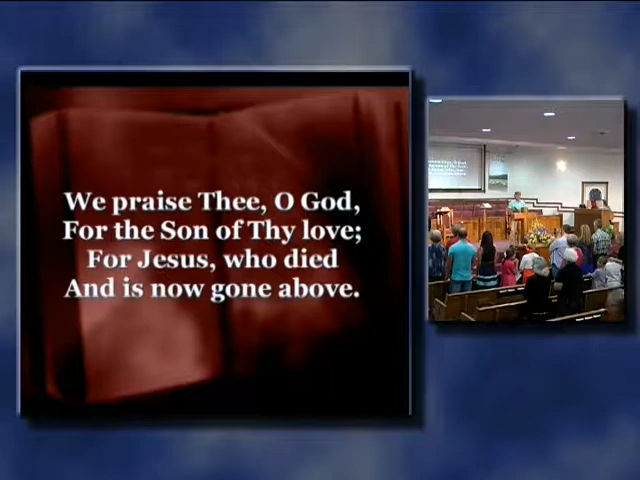 We praise Thee, O God,
For the Son of Thy love;
For Jesus, who died
And is now gone above.